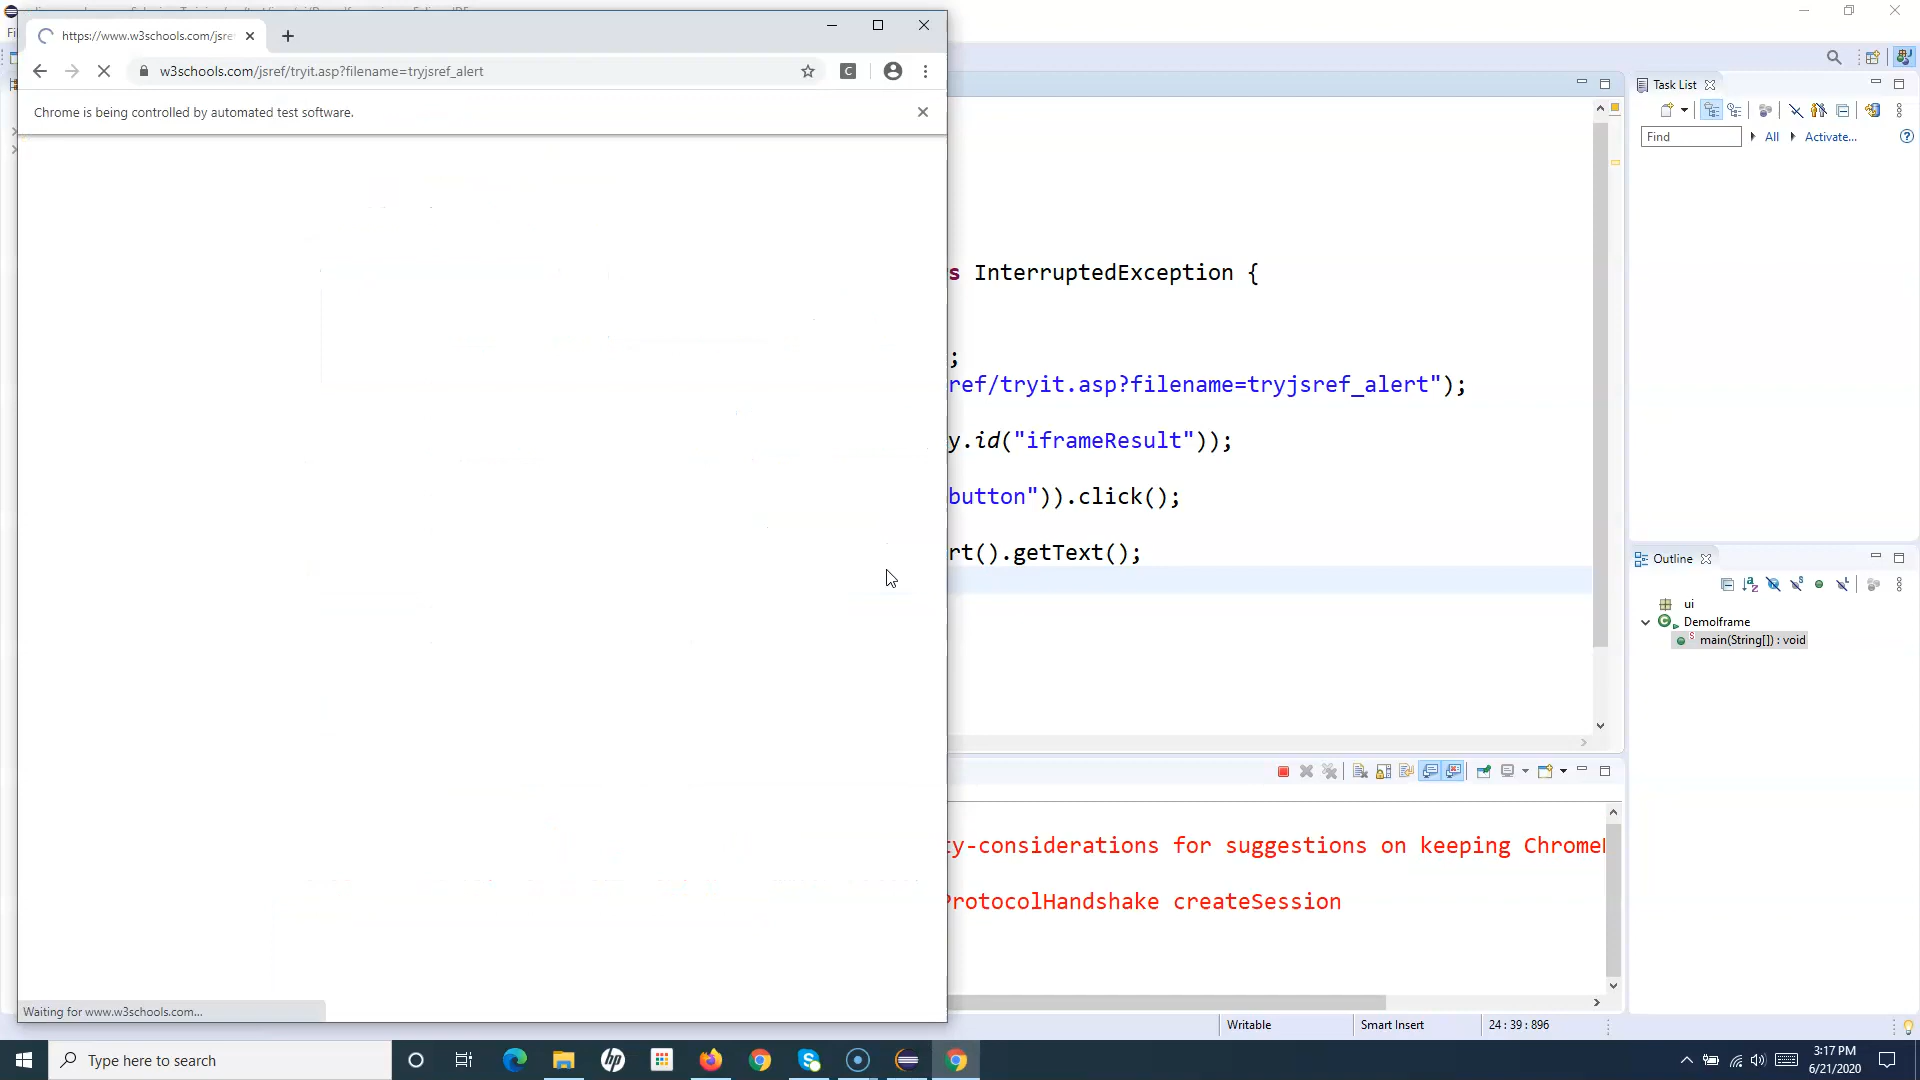 https://www.w3schools.com/jsre
w3schools.com/jsref/tryit.asp?filename=tryjsref_alert
C
Chrome is being controlled by automated test software.
Waiting for www.w3schools.com...
s InterruptedException {
;
ref/tryit.asp?filename=tryjsref_alert");
y.id("iframeResult"));
button")).click();
rt().getText();
ty-considerations for suggestions on keeping Chrome
ProtocolHandshake createSession
Task List
Find
All
Activate...
Outline
ui
DemoIframe
main(String[]) : void
Writable
Smart Insert
24 : 39 : 896
Type here to search
3:17 PM
6/21/2020